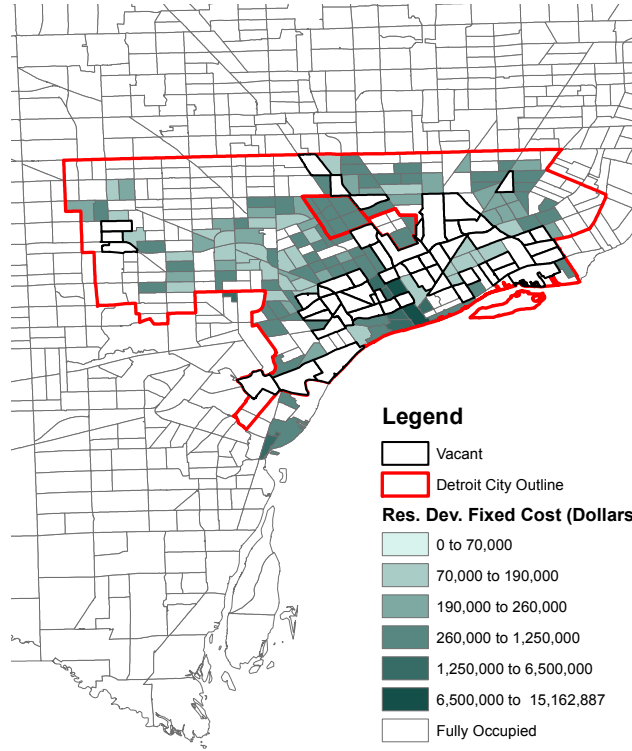 Legend
Vacant
Detroit City Outline
Res. Dev. Fixed Cost (Dollars
0 to 70,000
70,000 to 190,000
190,000 to 260,000
260,000 to 1,250,000
1,250,000 to 6,500,000
6,500,000 to 15,162,887
Fully Occupied